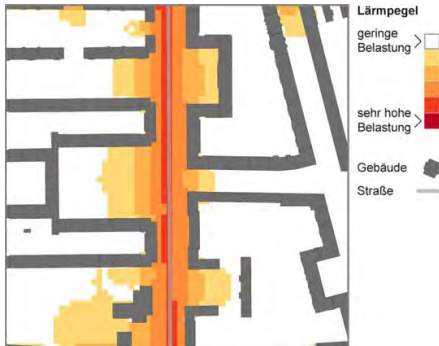 Lärmpegel
geringe
Belastung
sehr hohe
Belastung
Gebäude
Straße